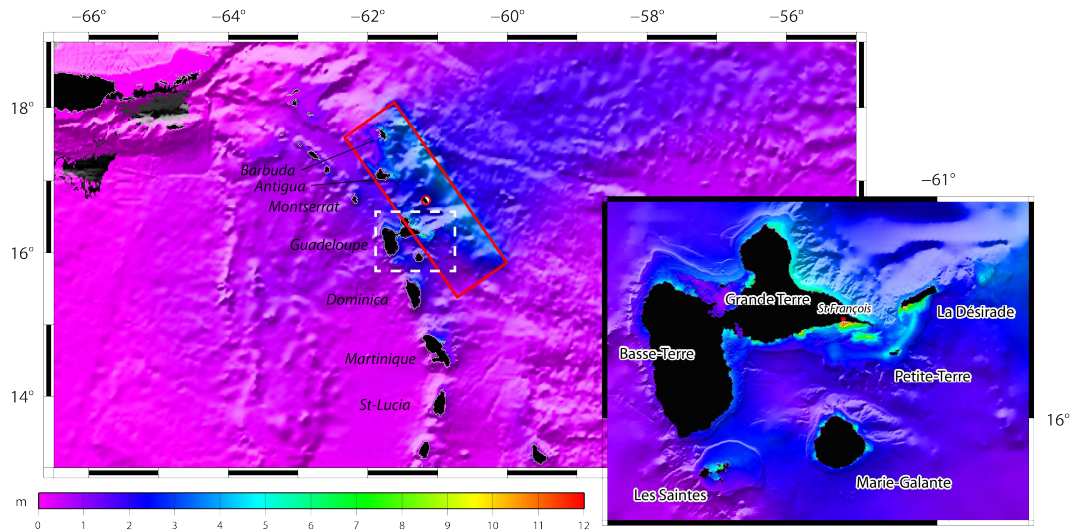 −66° −64° −62° −60° −58° −56°
18°
Barbuda
Antigua
Montserrat
−61°
16°
Guadeloupe
Dominica
Martinique
St-Lucia
14°
Grande Terre
St-François
La Désirade
Basse-Terre
Petite-Terre
16°
Marie-Galante
Les Saintes
m
0 1 2 3 4 5 6 7 8 9 10 11 12